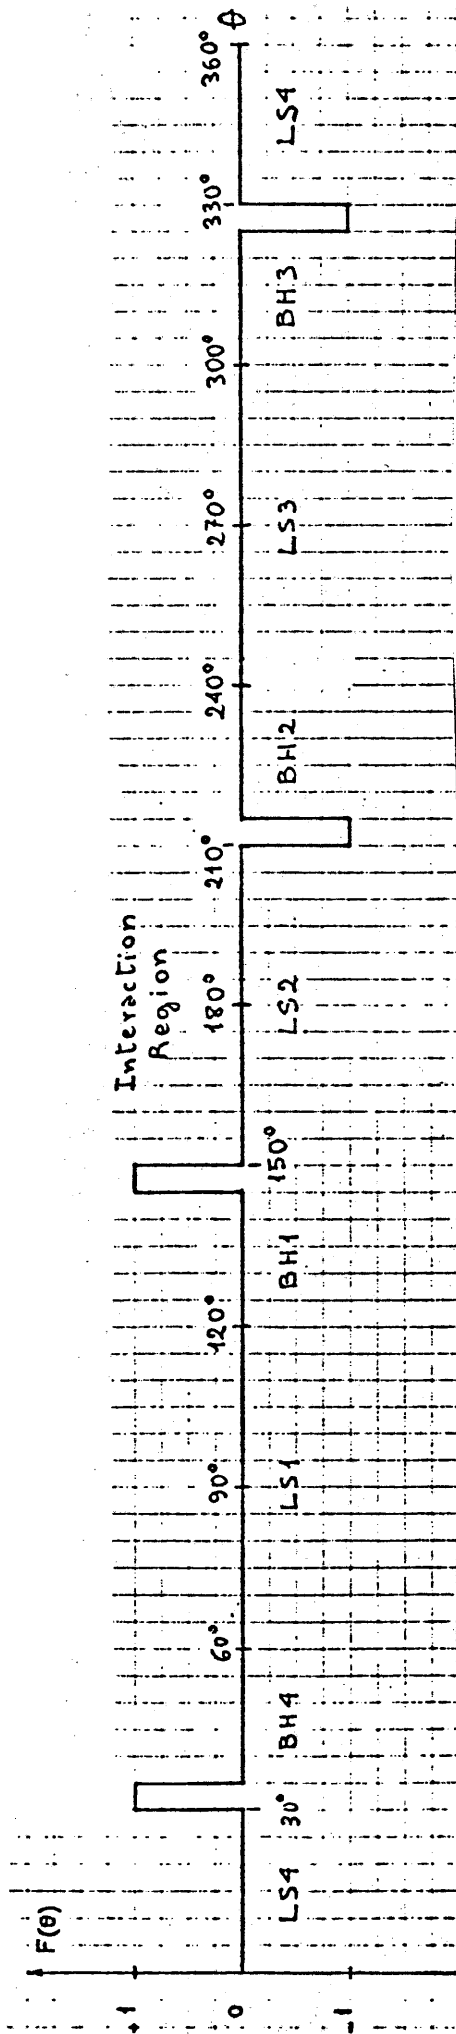 F(θ)
+1
0
-1
Interaction
Region
30°
60°
90°
120°
150°
180°
210°
240°
270°
300°
330°
360°
θ
LS4
BH4
LS1
BH1
LS2
BH2
LS3
BH3
LS4